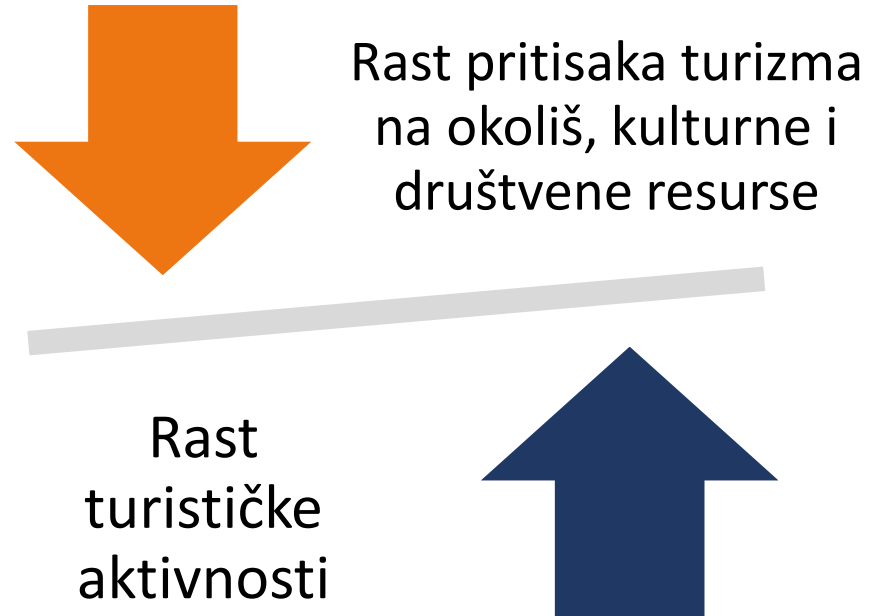 Rast pritisaka turizma
na okoliš, kulturne i
društvene resurse
Rast
turističke
aktivnosti